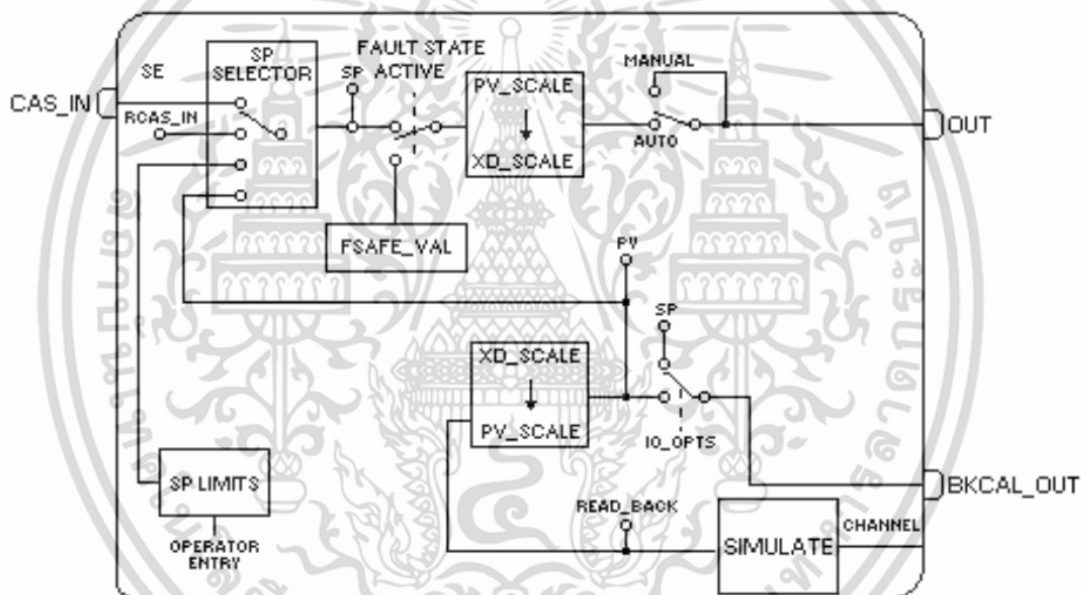 CAS_IN
SE
RCAS_IN
SP
SELECTOR
FAULT STATE
ACTIVE
SP
PV_SCALE
XD_SCALE
MANUAL
AUTO
OUT
FSAFE_VAL
PV
SP
XD_SCALE
PV_SCALE
IO_OPTS
SP LIMITS
OPERATOR
ENTRY
READ_BACK
SIMULATE
CHANNEL
BKCAL_OUT